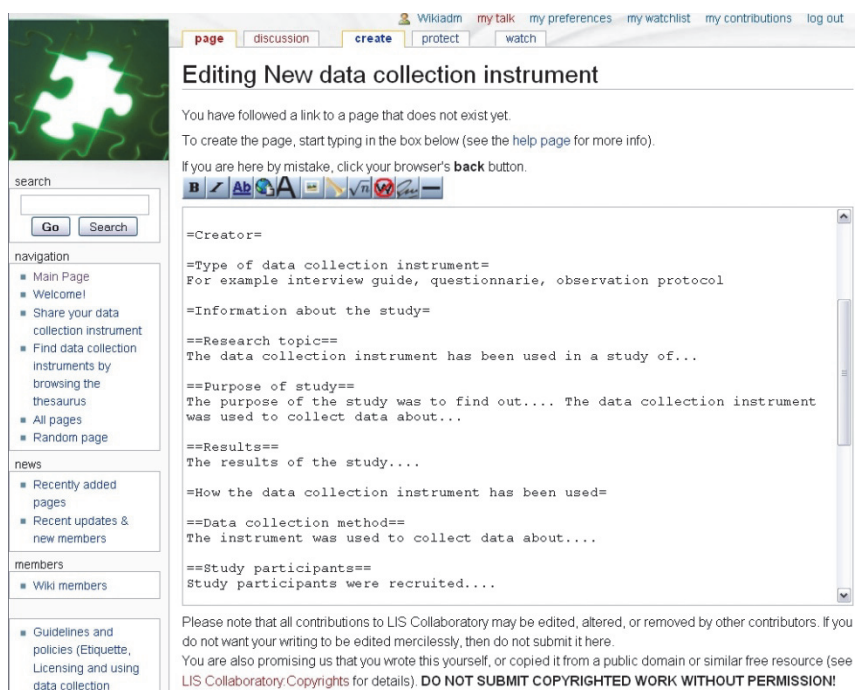 Wikiadm my talk my preferences my watchlist my contributions log out
page discussion create protect watch
Editing New data collection instrument
You have followed a link to a page that does not exist yet.
To create the page, start typing in the box below (see the help page for more info).
If you are here by mistake, click your browser's back button.
search
Go Search
navigation
Main Page
Welcome!
Share your data
collection instrument
Find data collection
instruments by
browsing the
thesaurus
All pages
Random page
news
Recently added
pages
Recent updates &
new members
members
Wiki members
Guidelines and
policies (Etiquette,
Licensing and using
data collection
B I Ab A √n W
=Creator=
=Type of data collection instrument=
For example interview guide, questionnarie, observation protocol
=Information about the study=
==Research topic==
The data collection instrument has been used in a study of...
==Purpose of study==
The purpose of the study was to find out.... The data collection instrument
was used to collect data about...
==Results==
The results of the study....
=How the data collection instrument has been used=
==Data collection method==
The instrument was used to collect data about....
==Study participants==
Study participants were recruited....
Please note that all contributions to LIS Collaboratory may be edited, altered, or removed by other contributors. If you
do not want your writing to be edited mercilessly, then do not submit it here.
You are also promising us that you wrote this yourself, or copied it from a public domain or similar free resource (see
LIS Collaboratory:Copyrights for details). DO NOT SUBMIT COPYRIGHTED WORK WITHOUT PERMISSION!